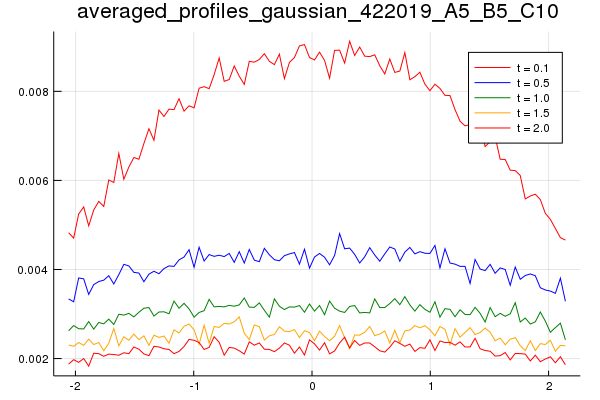 averaged_profiles_gaussian_422019_A5_B5_C10
t = 0.1
t = 0.5
t = 1.0
t = 1.5
t = 2.0
0.008
0.006
0.004
0.002
-2 -1 0 1 2